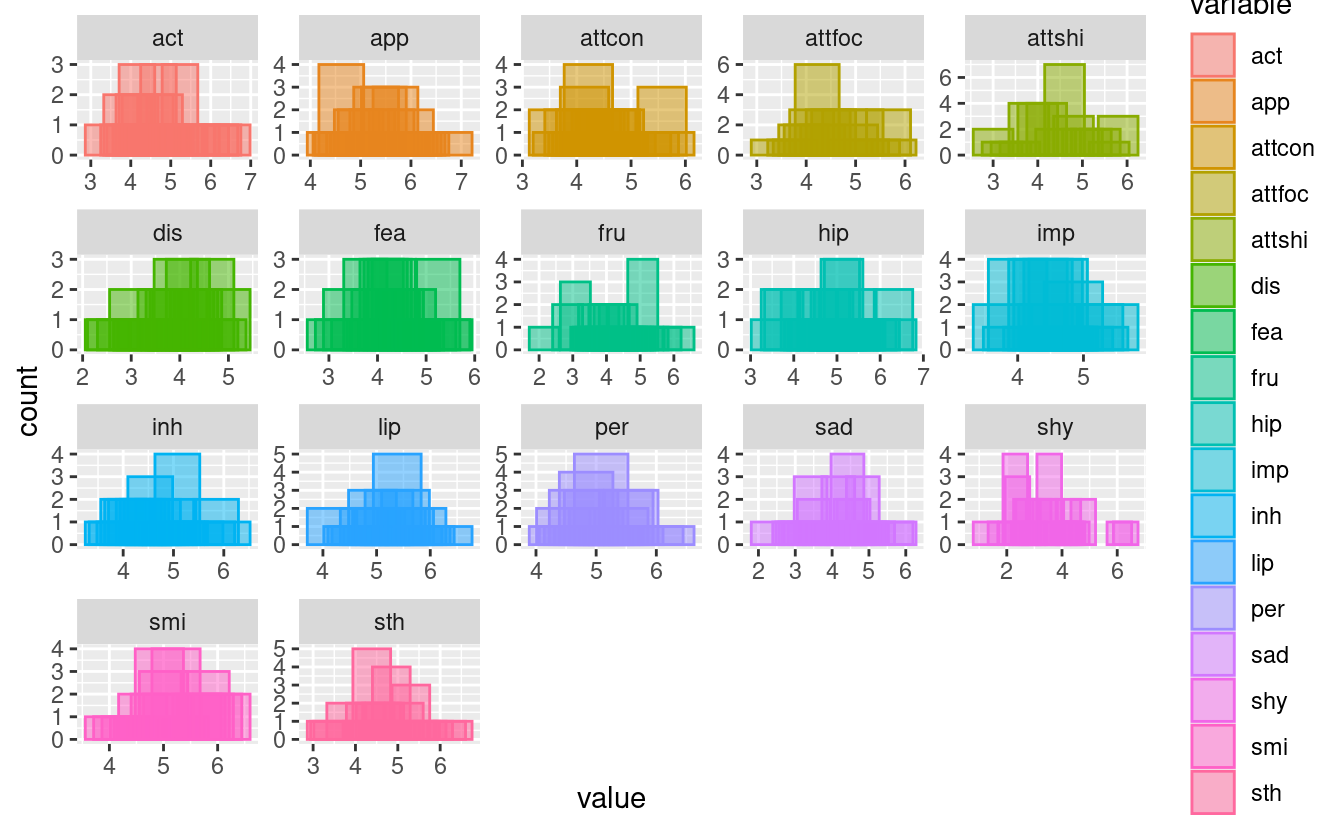 variable
act app attcon attfoc attshi
3 2 1 0
4 3 2 1 0
4 3 2 1 0
6 4 2 0
6 4 2 0
3 4 5 6 7
4 5 6 7
3 4 5 6
3 4 5 6
3 4 5 6
dis fea fru hip imp
3 2 1 0
3 2 1 0
4 3 2 1 0
3 2 1 0
4 3 2 1 0
2 3 4 5
3 4 5 6
2 3 4 5 6
3 4 5 6 7
4 5
count
inh lip per sad shy
4 3 2 1 0
5 4 3 2 1 0
5 4 3 2 1 0
4 3 2 1 0
4 3 2 1 0
4 5 6
4 5 6
4 5 6
2 3 4 5 6
2 4 6
smi sth
4 3 2 1 0
5 4 3 2 1 0
4 5 6
3 4 5 6
value
act
app
attcon
attfoc
attshi
dis
fea
fru
hip
imp
inh
lip
per
sad
shy
smi
sth